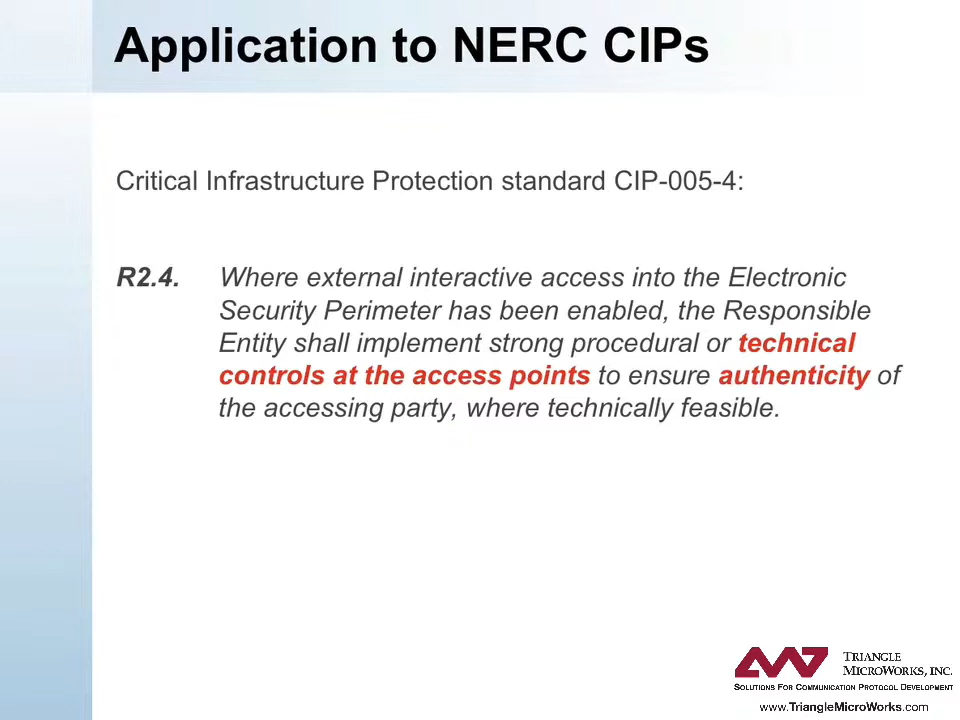 Application to NERC CIPs
Critical Infrastructure Protection standard CIP-005-4:
R2.4. Where external interactive access into the Electronic
Security Perimeter has been enabled, the Responsible
Entity shall implement strong procedural or technical
controls at the access points to ensure authenticity of
the accessing party, where technically feasible.
TRIANGLE
MICROWORKS, INC.
SOLUTIONS FOR COMMUNICATION PROTOCOL DEVELOPMENT
www.TriangleMicroWorks.com